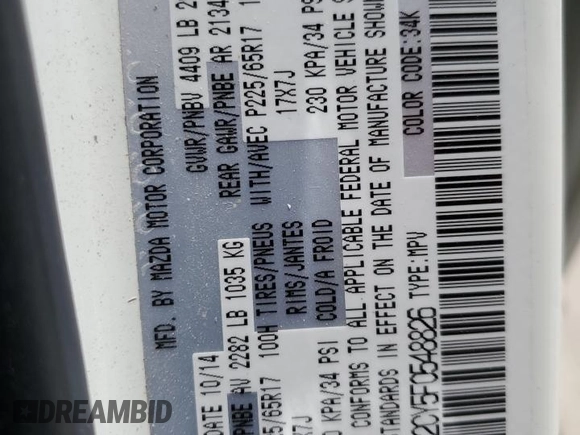 MFD. BY MAZDA MOTOR CORPORATION
DATE 10/14 GVWR/PNBV 4409 LB
PNBE AV 2282 LB 1035 KG REAR GAWR/PNBE AR 2134
65R17 100H TIRES/PNEUS WITH/AVEC P225/65R17
RIMS/JANTES 17X7J
KPA/34 PSI COLD/A FROID 230 KPA/34 PSI
CONFORMS TO ALL APPLICABLE FEDERAL MOTOR VEHICLE
STANDARDS IN EFFECT ON THE DATE OF MANUFACTURE SHOWN
2CY5FC548826 TYPE:MPV COLOR CODE:34K
DREAMBID